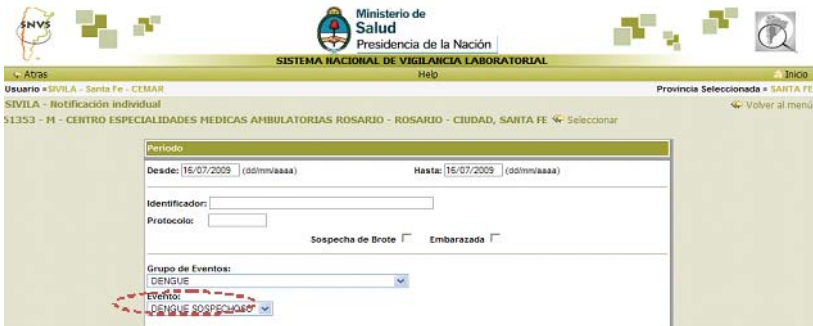 SNVS
Ministerio de
Salud
Presidencia de la Nación
SISTEMA NACIONAL DE VIGILANCIA LABORATORIAL
Atras Help Inicio
Usuario =SIVILA - Santa Fe - CEMAR Provincia Seleccionada = SANTA FE
SIVILA - Notificación individual Volver al menú
51353 - M - CENTRO ESPECIALIDADES MEDICAS AMBULATORIAS ROSARIO - ROSARIO - CIUDAD, SANTA FE Seleccionar
Periodo
Desde: 16/07/2009 (dd/mm/aaaa) Hasta: 16/07/2009 (dd/mm/aaaa)
Identificador:
Protocolo:
Sospecha de Brote Embarazada
Grupo de Eventos:
DENGUE
Evento:
DENGUE SOSPECHOSO